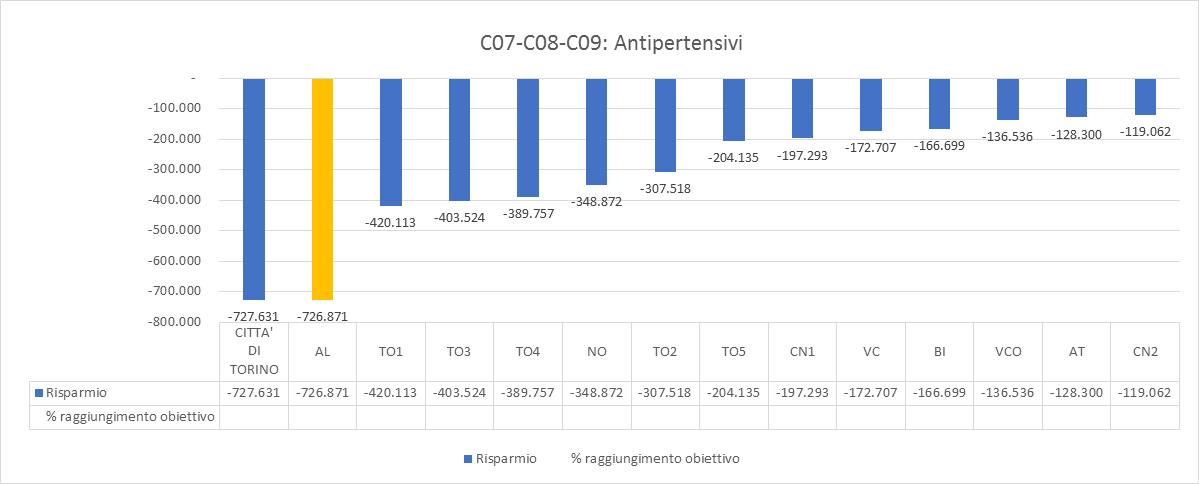 C07-C08-C09: Antipertensivi
-
-100.000
-200.000
-300.000
-400.000
-500.000
-600.000
-700.000
-800.000
-727.631
-726.871
-420.113
-403.524
-389.757
-348.872
-307.518
-204.135
-197.293
-172.707
-166.699
-136.536
-128.300
-119.062
CITTA'
DI
TORINO
AL TO1 TO3 TO4 NO TO2 TO5 CN1 VC BI VCO AT CN2
Risparmio -727.631 -726.871 -420.113 -403.524 -389.757 -348.872 -307.518 -204.135 -197.293 -172.707 -166.699 -136.536 -128.300 -119.062
% raggiungimento obiettivo
Risparmio % raggiungimento obiettivo